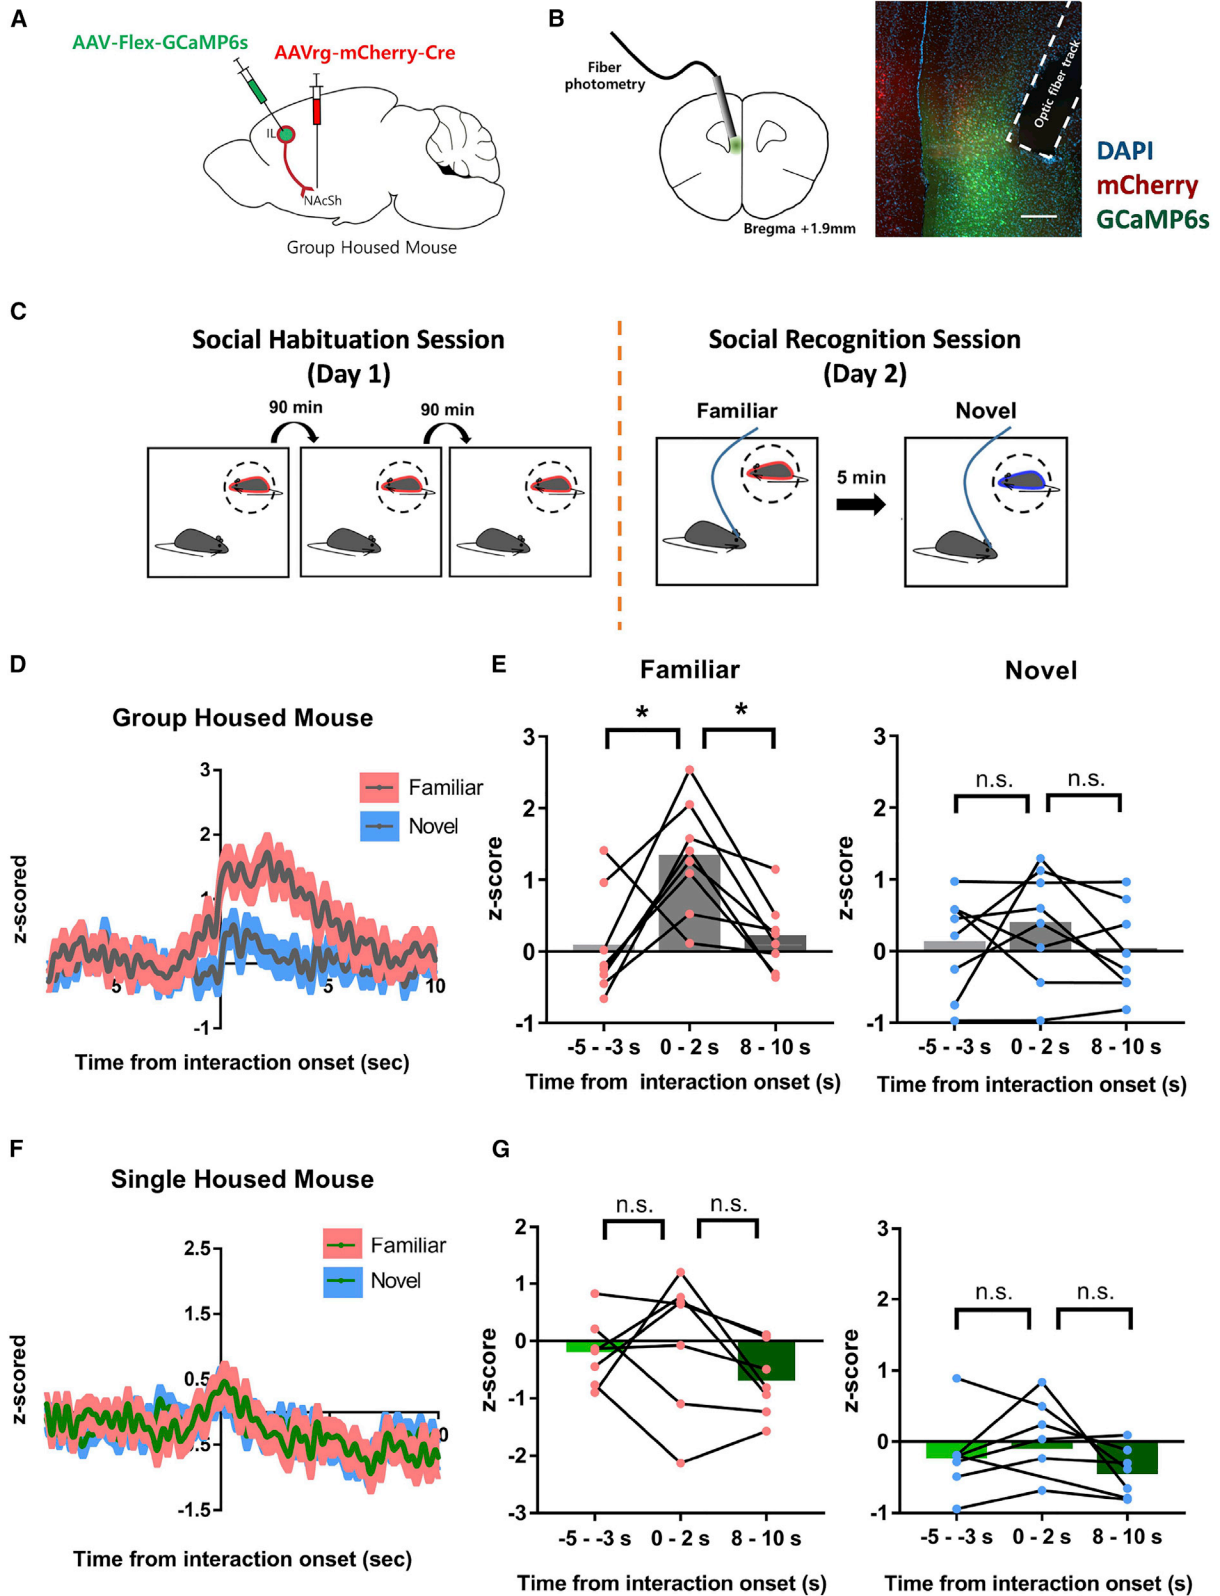 A
AAV-Flex-GCaMP6s
AAVrg-mCherry-Cre
IL
NAcSh
Group Housed Mouse
B
Fiber
photometry
Bregma +1.9mm
Optic fiber track
DAPI
mCherry
GCaMP6s
C
Social Habituation Session
(Day 1)
90 min
90 min
Social Recognition Session
(Day 2)
Familiar
Novel
5 min
D
Group Housed Mouse
z-scored
3
2
1
-1
5
5
10
Familiar
Novel
Time from interaction onset (sec)
E
Familiar
*
*
z-score
3
2
1
0
-1
-5 - -3 s
0 - 2 s
8 - 10 s
Time from interaction onset (s)
Novel
n.s.
n.s.
z-score
3
2
1
0
-1
-5 - -3 s
0 - 2 s
8 - 10 s
Time from interaction onset (s)
F
Single Housed Mouse
z-scored
2.5
1.5
0.5
0.5
-1.5
0
Familiar
Novel
Time from interaction onset (sec)
G
n.s.
n.s.
z-score
2
1
0
-1
-2
-3
-5 - -3 s
0 - 2 s
8 - 10 s
Time from interaction onset (s)
n.s.
n.s.
z-score
3
2
1
0
-1
-5 - -3 s
0 - 2 s
8 - 10 s
Time from interaction onset (s)